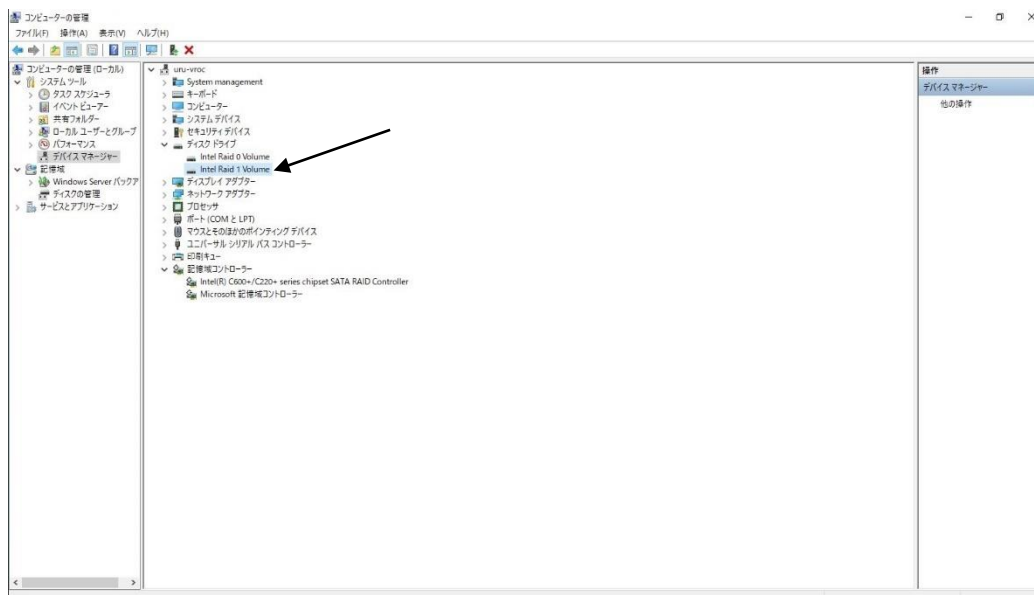 コンピューターの管理
ファイル(F) 操作(A) 表示(V) ヘルプ(H)
コンピューターの管理 (ローカル)
システム ツール
タスク スケジューラ
イベント ビューアー
共有フォルダー
ローカル ユーザーとグループ
パフォーマンス
デバイス マネージャー
記憶域
Windows Server バックア
ディスクの管理
サービスとアプリケーション
uru-vroc
System management
キーボード
コンピューター
システム デバイス
セキュリティ デバイス
ディスク ドライブ
Intel Raid 0 Volume
Intel Raid 1 Volume
ディスプレイ アダプター
ネットワーク アダプター
プロセッサ
ポート (COM と LPT)
マウスとそのほかのポインティング デバイス
ユニバーサル シリアル バス コントローラー
印刷キュー
記憶域コントローラー
Intel(R) C600+/C220+ series chipset SATA RAID Controller
Microsoft 記憶域コントローラー
操作
デバイス マネージャー
他の操作